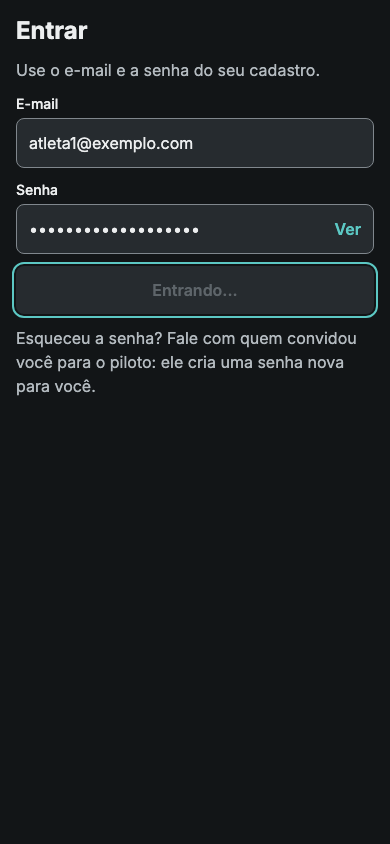 Entrar
Use o e-mail e a senha do seu cadastro.
E-mail
atleta1@exemplo.com
Senha
•••••••••••••••••••
Ver
Entrando...
Esqueceu a senha? Fale com quem convidou
você para o piloto: ele cria uma senha nova
para você.